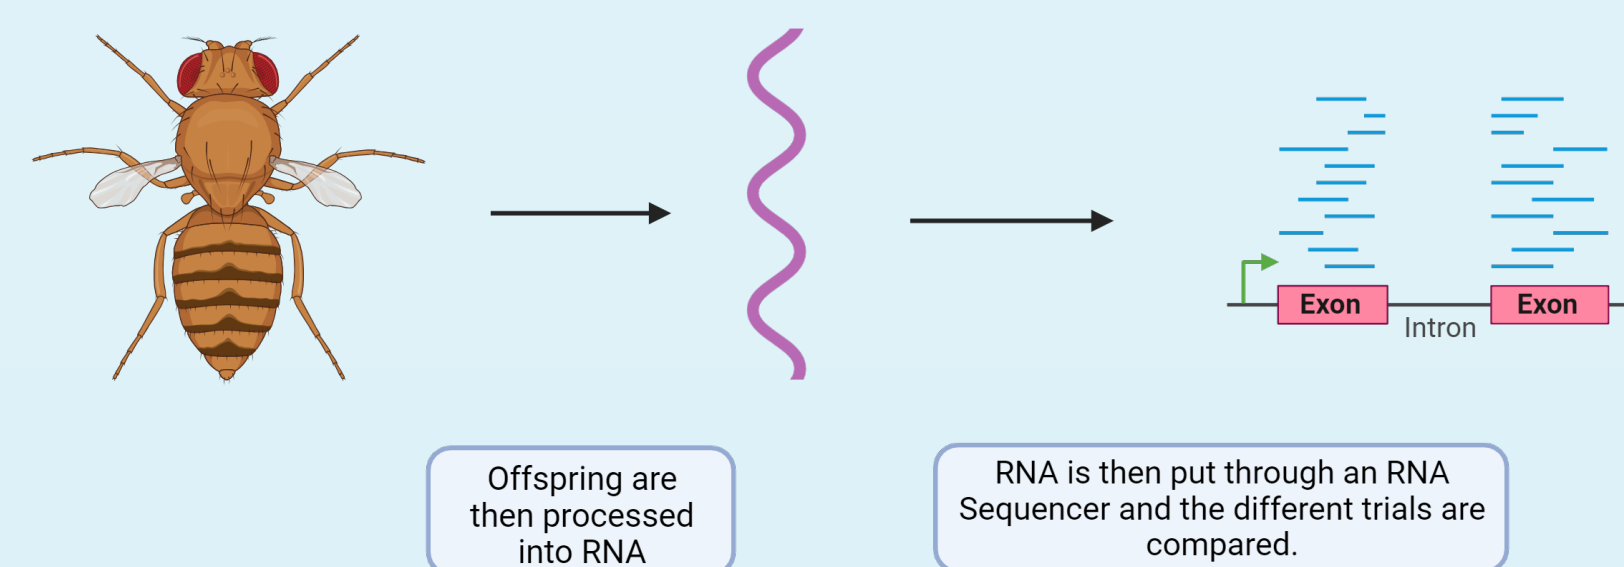 Exon
Intron
Exon
Offspring are
then processed
into RNA
RNA is then put through an RNA
Sequencer and the different trials are
compared.